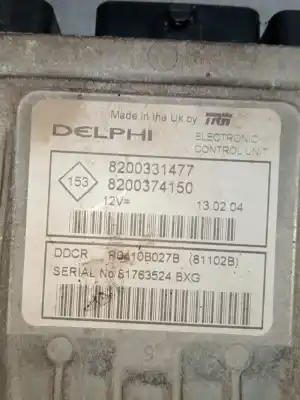 Made in the UK by TRW
DELPHI
ELECTRONIC
CONTROL UNIT
153
8200331477
8200374150
12V=
13.02.04
DDCR R0410B027B (81102B)
SERIAL No 61763524 BXG